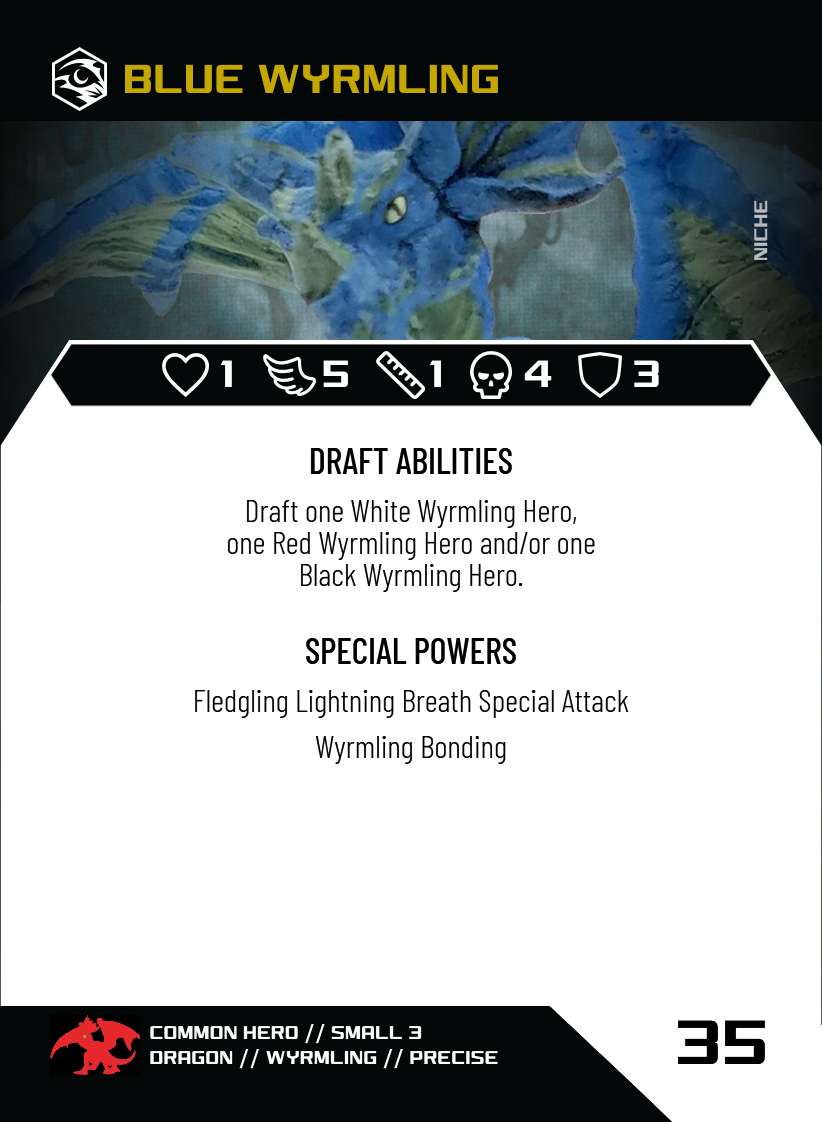 BLUE WYRMLING
NICHE
1 5 1 4 3
DRAFT ABILITIES
Draft one White Wyrmling Hero,
one Red Wyrmling Hero and/or one
Black Wyrmling Hero.
SPECIAL POWERS
Fledgling Lightning Breath Special Attack
Wyrmling Bonding
COMMON HERO // SMALL 3
DRAGON // WYRMLING // PRECISE
35